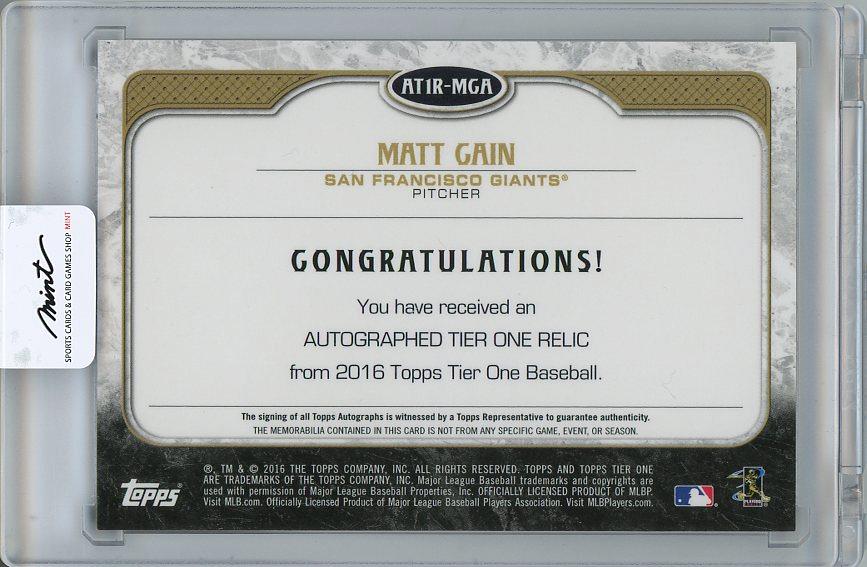 AT1R-MGA
MATT CAIN
SAN FRANCISCO GIANTS®
PITCHER
CONGRATULATIONS!
You have received an
AUTOGRAPHED TIER ONE RELIC
from 2016 Topps Tier One Baseball.
The signing of all Topps Autographs is witnessed by a Topps Representative to guarantee authenticity.
THE MEMORABILIA CONTAINED IN THIS CARD IS NOT FROM ANY SPECIFIC GAME, EVENT, OR SEASON.
®, TM & © 2016 THE TOPPS COMPANY, INC. ALL RIGHTS RESERVED. TOPPS AND TOPPS TIER ONE
ARE TRADEMARKS OF THE TOPPS COMPANY, INC. Major League Baseball trademarks and copyrights are
used with permission of Major League Baseball Properties, Inc. OFFICIALLY LICENSED PRODUCT OF MLBP.
Visit MLB.com. Officially Licensed Product of Major League Baseball Players Association. Visit MLBPlayers.com.
topps®
mint
SPORTS CARDS & CARD GAMES SHOP MINT